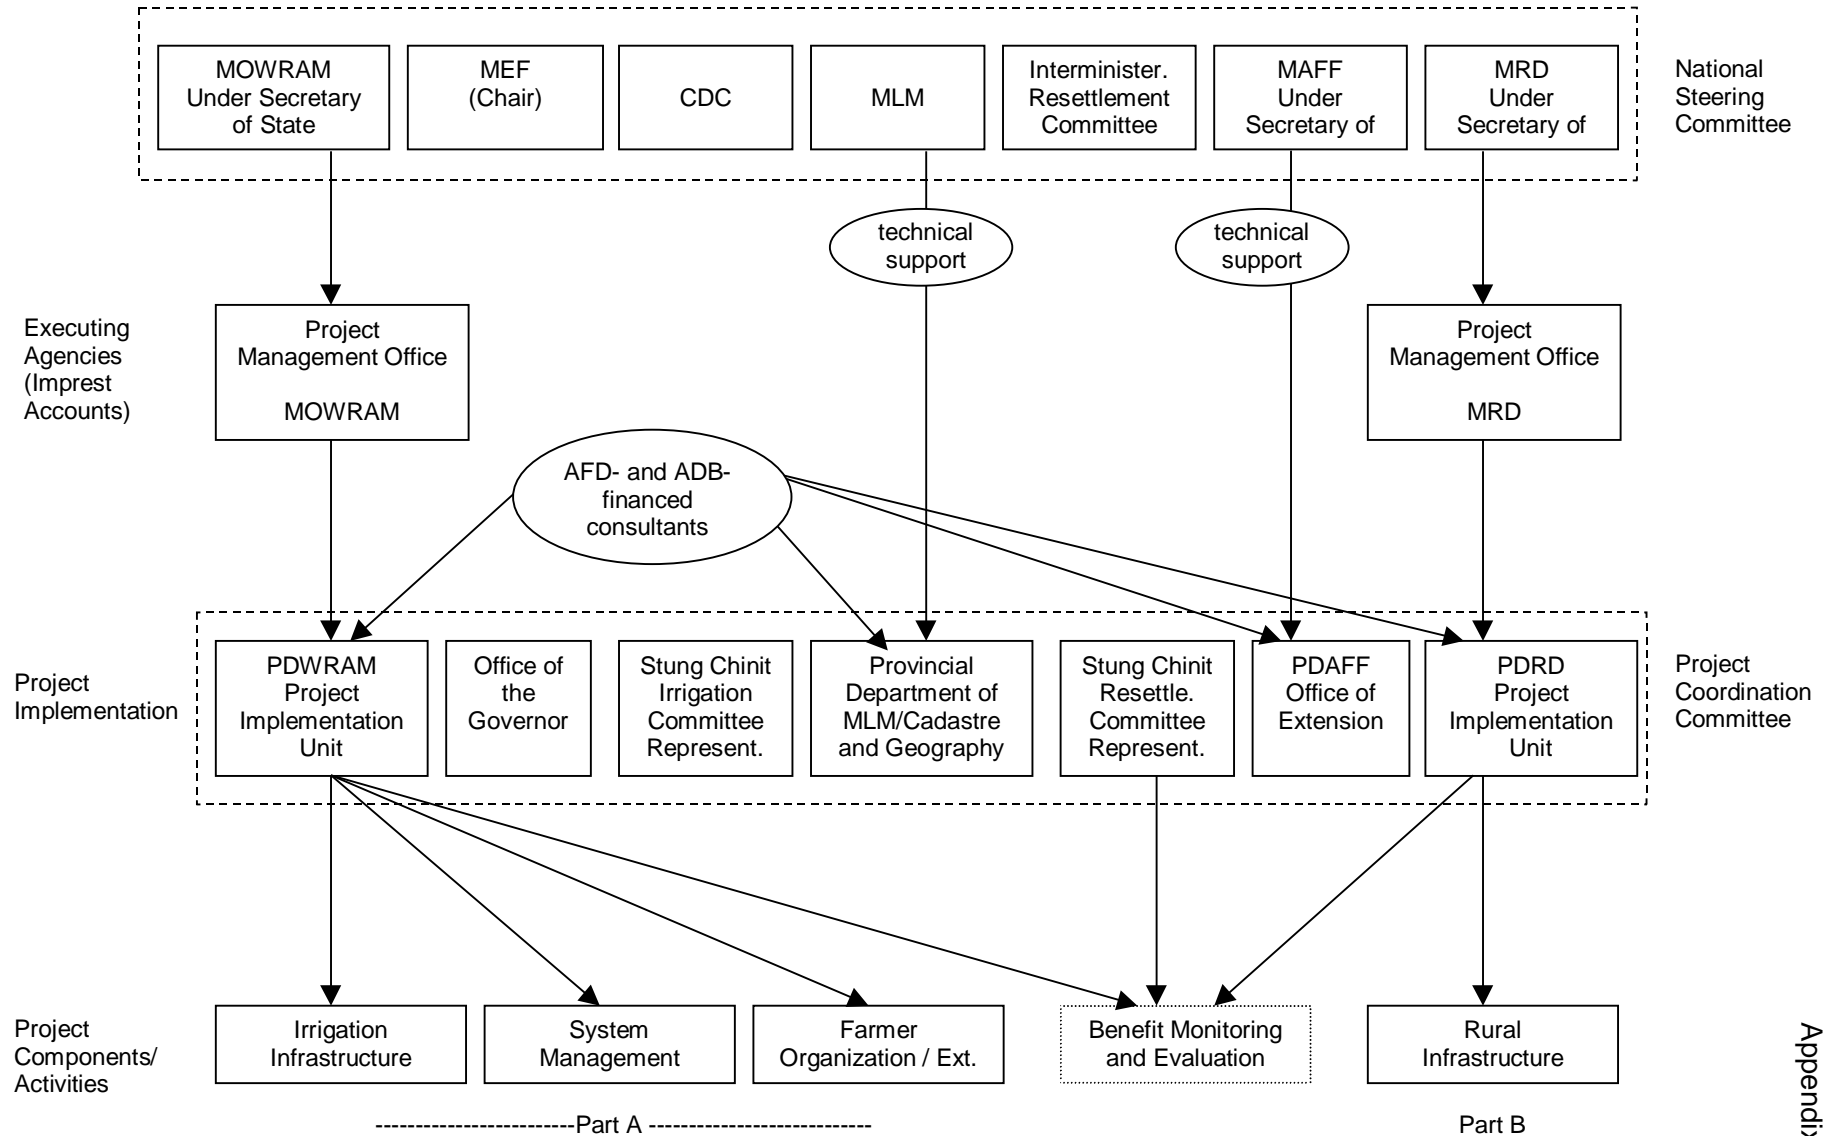 MOWRAM
Under Secretary
of State
MEF
(Chair)
CDC
MLM
Interminister.
Resettlement
Committee
MAFF
Under
Secretary of
MRD
Under
Secretary of
National
Steering
Committee
technical
support
technical
support
Executing
Agencies
(Imprest
Accounts)
Project
Management Office
MOWRAM
Project
Management Office
MRD
AFD- and ADB-
financed
consultants
Project
Implementation
PDWRAM
Project
Implementation
Unit
Office of
the
Governor
Stung Chinit
Irrigation
Committee
Represent.
Provincial
Department of
MLM/Cadastre
and Geography
Stung Chinit
Resettle.
Committee
Represent.
PDAFF
Office of
Extension
PDRD
Project
Implementation
Unit
Project
Coordination
Committee
Project
Components/
Activities
Irrigation
Infrastructure
System
Management
Farmer
Organization / Ext.
Benefit Monitoring
and Evaluation
Rural
Infrastructure
-------------------------Part A ----------------------------
Part B